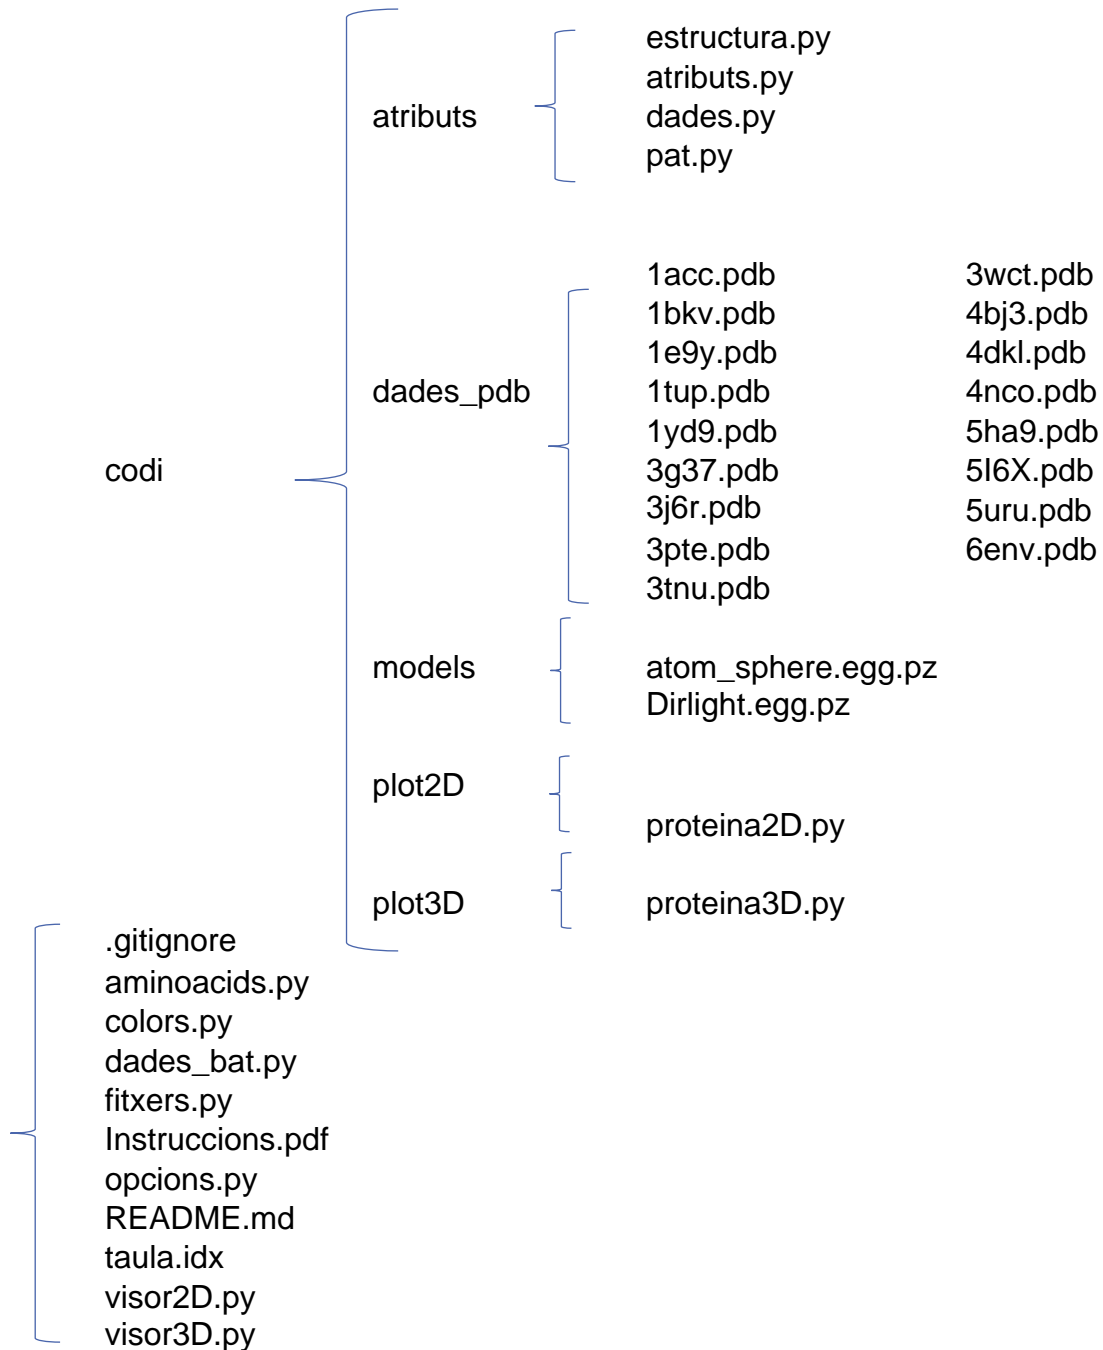 codi
atributs
estructura.py
atributs.py
dades.py
pat.py
dades_pdb
1acc.pdb
1bkv.pdb
1e9y.pdb
1tup.pdb
1yd9.pdb
3g37.pdb
3j6r.pdb
3pte.pdb
3tnu.pdb
3wct.pdb
4bj3.pdb
4dkl.pdb
4nco.pdb
5ha9.pdb
5I6X.pdb
5uru.pdb
6env.pdb
models
atom_sphere.egg.pz
Dirlight.egg.pz
plot2D
proteina2D.py
plot3D
proteina3D.py
.gitignore
aminoacids.py
colors.py
dades_bat.py
fitxers.py
Instruccions.pdf
opcions.py
README.md
taula.idx
visor2D.py
visor3D.py